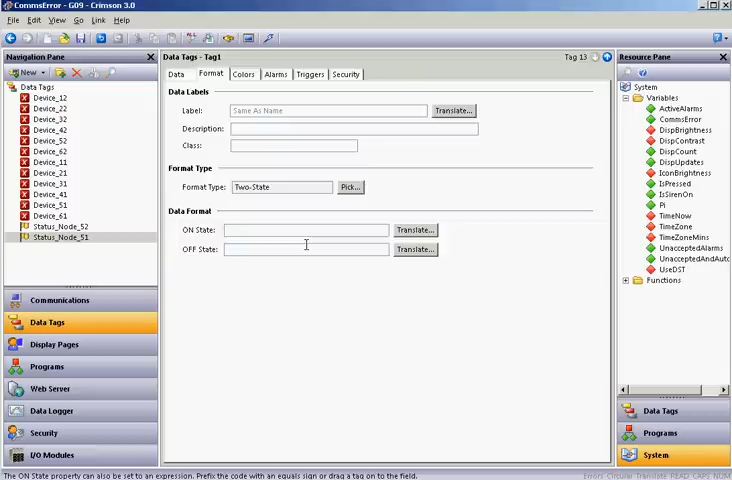 CommsError - G09 - Crimson 3.0
File Edit View Go Link Help
Navigation Pane
New
Data Tags
Device_12
Device_22
Device_32
Device_42
Device_52
Device_62
Device_11
Device_21
Device_31
Device_41
Device_51
Device_61
Status_Node_52
Status_Node_51
Communications
Data Tags
Display Pages
Programs
Web Server
Data Logger
Security
I/O Modules
Data Tags - Tag1
Tag 13
Data Format Colors Alarms Triggers Security
Data Labels
Label: Same As Name Translate...
Description:
Class:
Format Type
Format Type: Two-State Pick...
Data Format
ON State: Translate...
OFF State: Translate...
Resource Pane
System
Variables
ActiveAlarms
CommsError
DispBrightness
DispContrast
DispCount
DispUpdates
IconBrightness
IsPressed
IsSirenOn
Pi
TimeNow
TimeZone
TimeZoneMins
UnacceptedAlarms
UnacceptedAndAuto
UseDST
Functions
Data Tags
Programs
System
The ON State property can also be set to an expression. Prefix the code with an equals sign or drag a tag on to the field.
Errors Circular Translate READ CAPS NUM